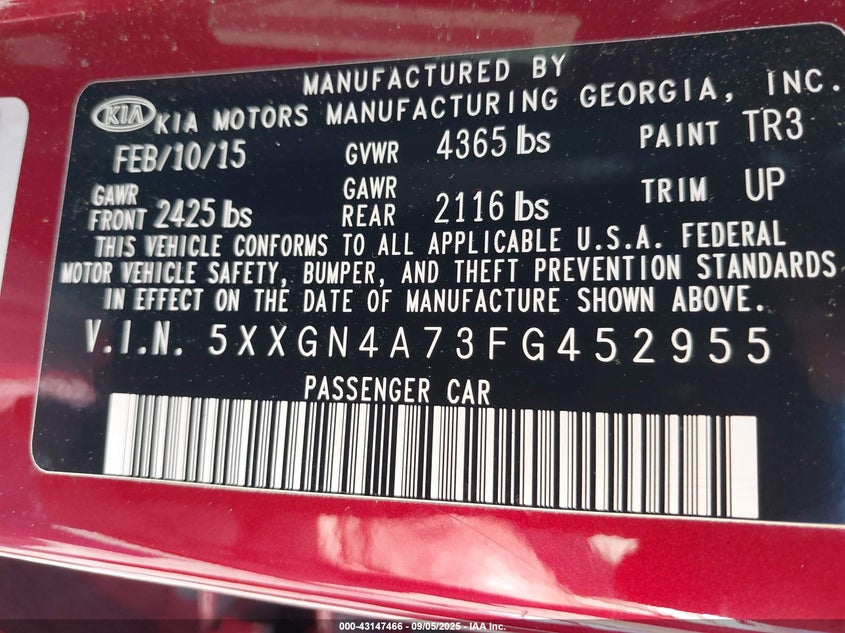 MANUFACTURED BY
KIA KIA MOTORS MANUFACTURING GEORGIA, INC.
FEB/10/15 GVWR 4365 lbs PAINT TR3
GAWR FRONT 2425 lbs GAWR REAR 2116 lbs TRIM UP
THIS VEHICLE CONFORMS TO ALL APPLICABLE U.S.A. FEDERAL
MOTOR VEHICLE SAFETY, BUMPER, AND THEFT PREVENTION STANDARDS
IN EFFECT ON THE DATE OF MANUFACTURE SHOWN ABOVE.
V.I.N. 5XXGN4A73FG452955
PASSENGER CAR
000-43147466 - 09/05/2025 - IAA Inc.